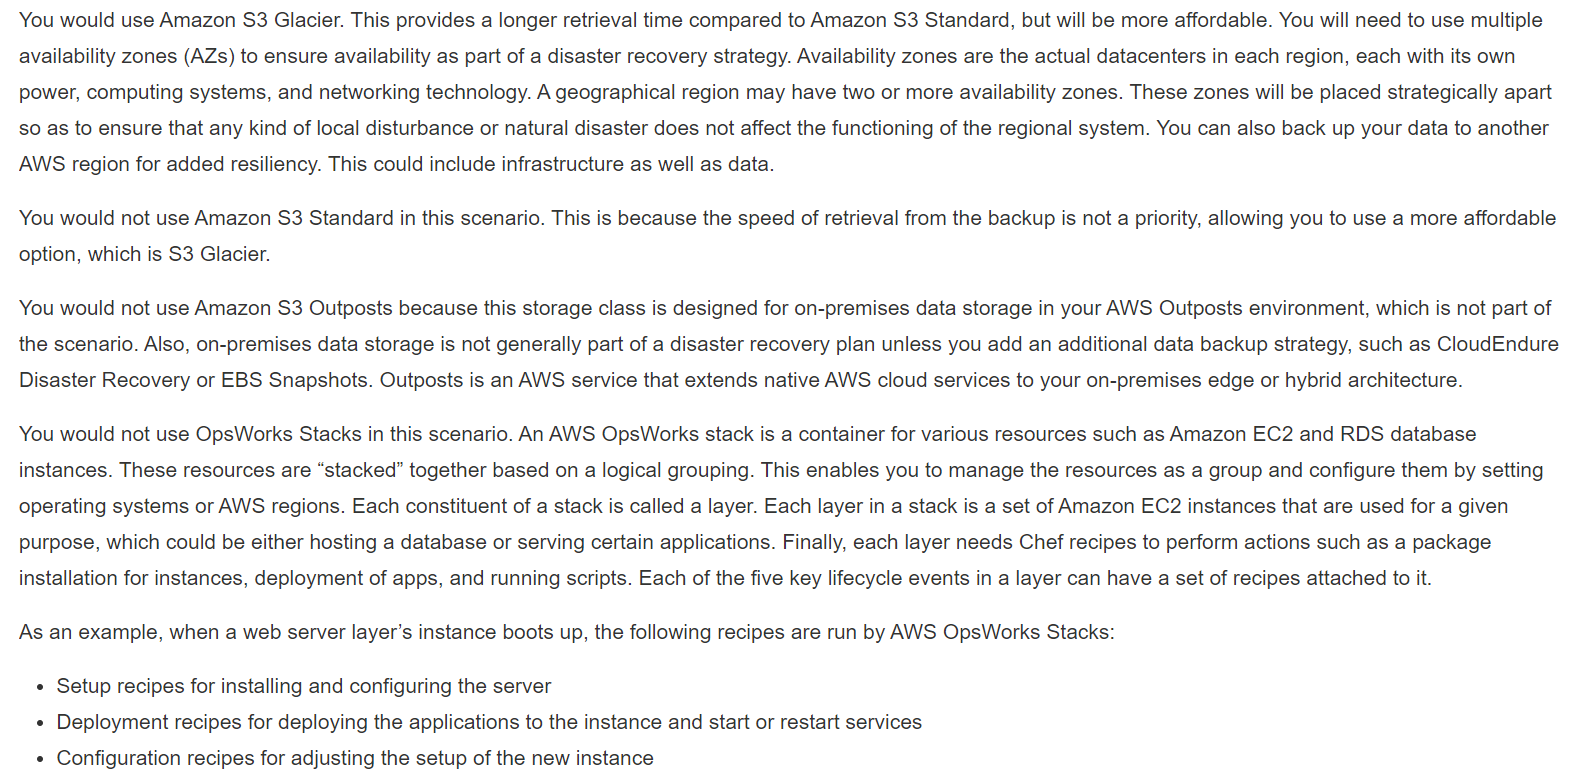 You would use Amazon S3 Glacier. This provides a longer retrieval time compared to Amazon S3 Standard, but will be more affordable. You will need to use multiple
availability zones (AZs) to ensure availability as part of a disaster recovery strategy. Availability zones are the actual datacenters in each region, each with its own
power, computing systems, and networking technology. A geographical region may have two or more availability zones. These zones will be placed strategically apart
so as to ensure that any kind of local disturbance or natural disaster does not affect the functioning of the regional system. You can also back up your data to another
AWS region for added resiliency. This could include infrastructure as well as data.
You would not use Amazon S3 Standard in this scenario. This is because the speed of retrieval from the backup is not a priority, allowing you to use a more affordable
option, which is S3 Glacier.
You would not use Amazon S3 Outposts because this storage class is designed for on-premises data storage in your AWS Outposts environment, which is not part of
the scenario. Also, on-premises data storage is not generally part of a disaster recovery plan unless you add an additional data backup strategy, such as CloudEndure
Disaster Recovery or EBS Snapshots. Outposts is an AWS service that extends native AWS cloud services to your on-premises edge or hybrid architecture.
You would not use OpsWorks Stacks in this scenario. An AWS OpsWorks stack is a container for various resources such as Amazon EC2 and RDS database
instances. These resources are “stacked” together based on a logical grouping. This enables you to manage the resources as a group and configure them by setting
operating systems or AWS regions. Each constituent of a stack is called a layer. Each layer in a stack is a set of Amazon EC2 instances that are used for a given
purpose, which could be either hosting a database or serving certain applications. Finally, each layer needs Chef recipes to perform actions such as a package
installation for instances, deployment of apps, and running scripts. Each of the five key lifecycle events in a layer can have a set of recipes attached to it.
As an example, when a web server layer’s instance boots up, the following recipes are run by AWS OpsWorks Stacks:
• Setup recipes for installing and configuring the server
• Deployment recipes for deploying the applications to the instance and start or restart services
• Configuration recipes for adjusting the setup of the new instance